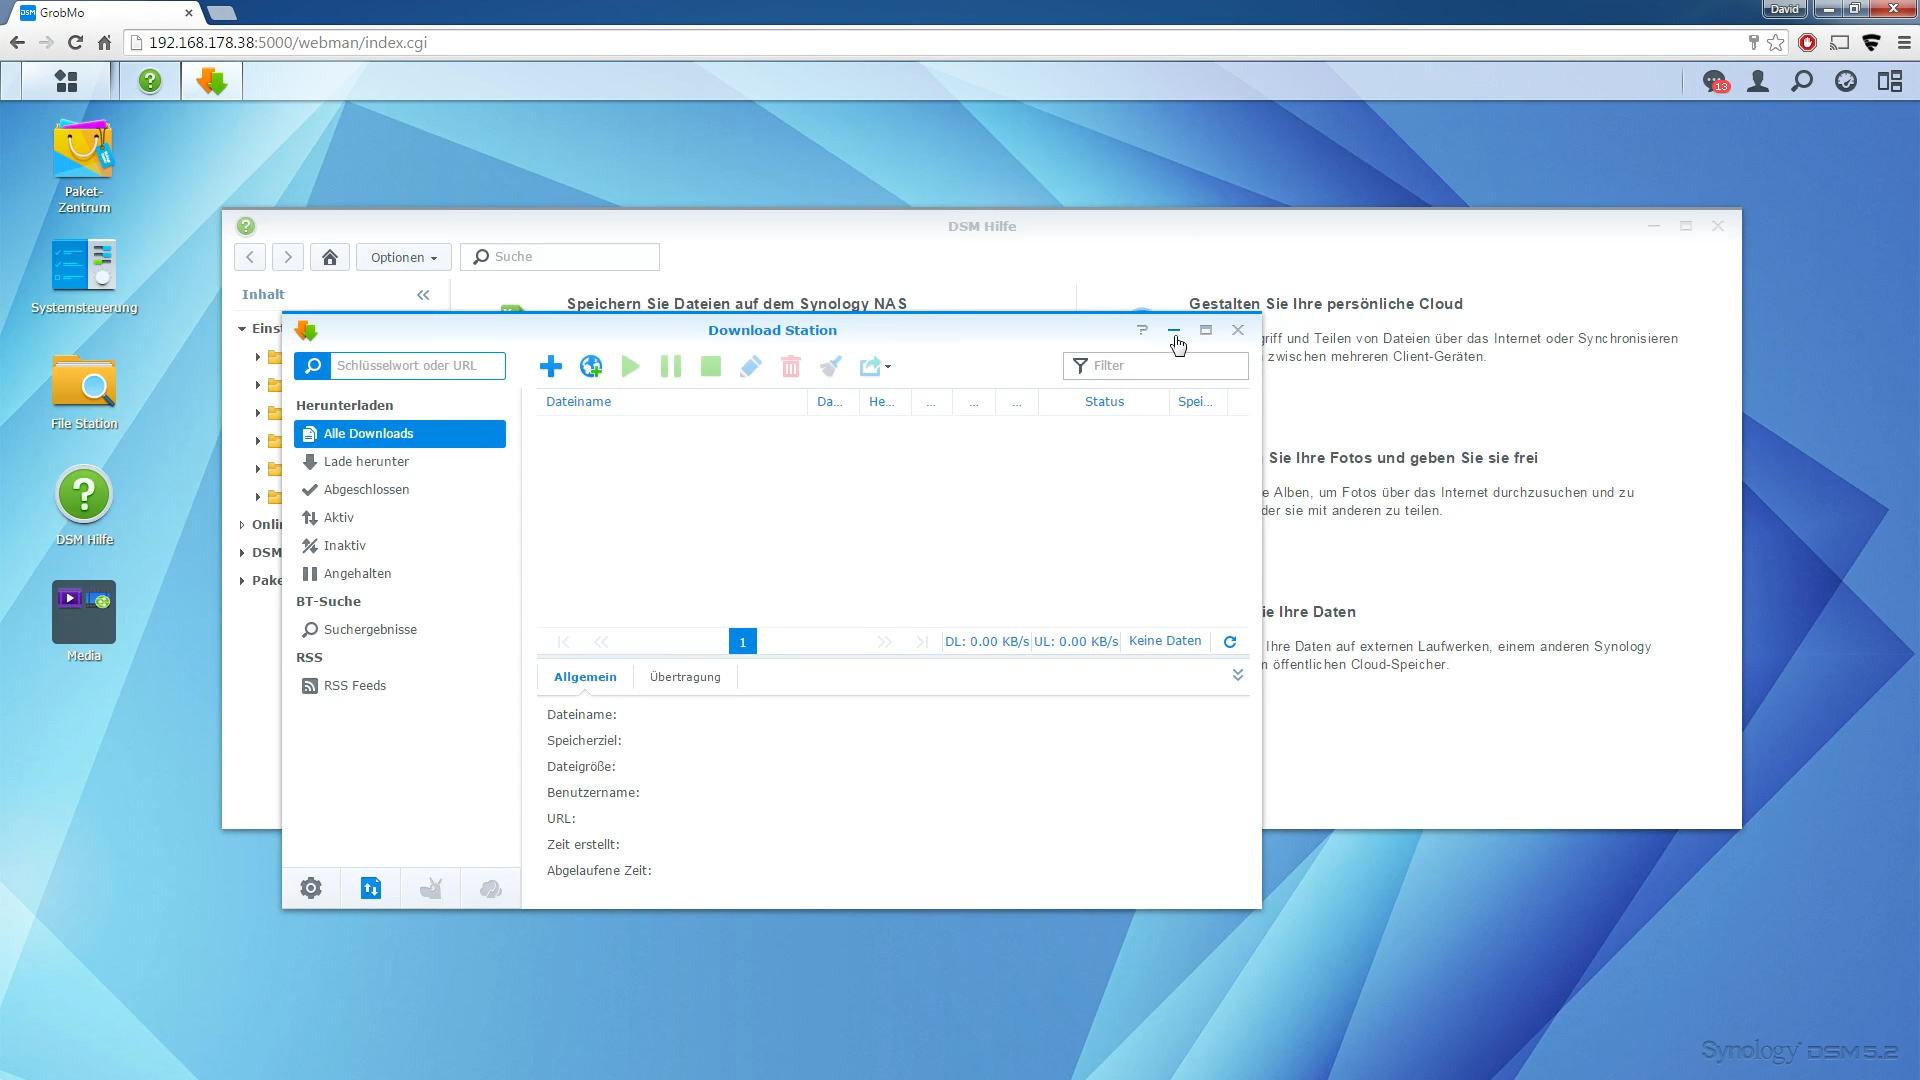 DSM GrobMo
David
192.168.178.38:5000/webman/index.cgi
13
Paket-
Zentrum
Systemsteuerung
File Station
DSM Hilfe
Media
DSM Hilfe
Optionen
Suche
Inhalt
Einst
Onli
DSM
Pake
Speichern Sie Dateien auf dem Synology NAS
Gestalten Sie Ihre persönliche Cloud
griff und Teilen von Dateien über das Internet oder Synchronisieren
zwischen mehreren Client-Geräten.
Sie Ihre Fotos und geben Sie sie frei
e Alben, um Fotos über das Internet durchzusuchen und zu
der sie mit anderen zu teilen.
ie Ihre Daten
Ihre Daten auf externen Laufwerken, einem anderen Synology
m öffentlichen Cloud-Speicher.
Download Station
Schlüsselwort oder URL
Filter
Herunterladen
Alle Downloads
Lade herunter
Abgeschlossen
Aktiv
Inaktiv
Angehalten
BT-Suche
Suchergebnisse
RSS
RSS Feeds
Dateiname Da... He... ... ... ... Status Spei...
1 DL: 0.00 KB/s UL: 0.00 KB/s Keine Daten
Allgemein Übertragung
Dateiname:
Speicherziel:
Dateigröße:
Benutzername:
URL:
Zeit erstellt:
Abgelaufene Zeit:
Synology DSM 5.2